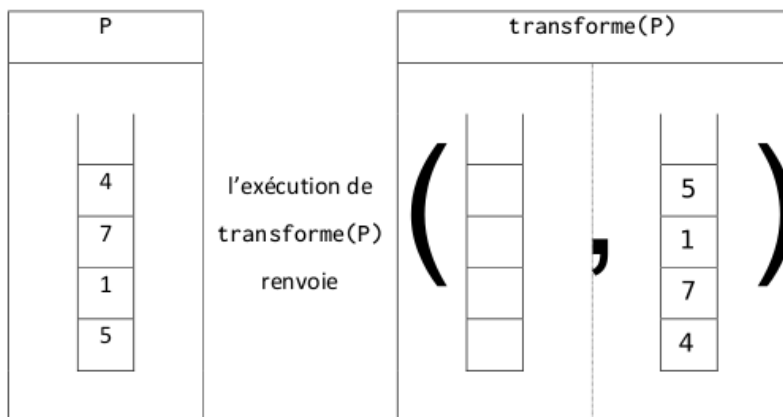 P
transforme(P)
4
7
1
5
l'exécution de
transforme(P)
renvoie
(
,
5
1
7
4
)